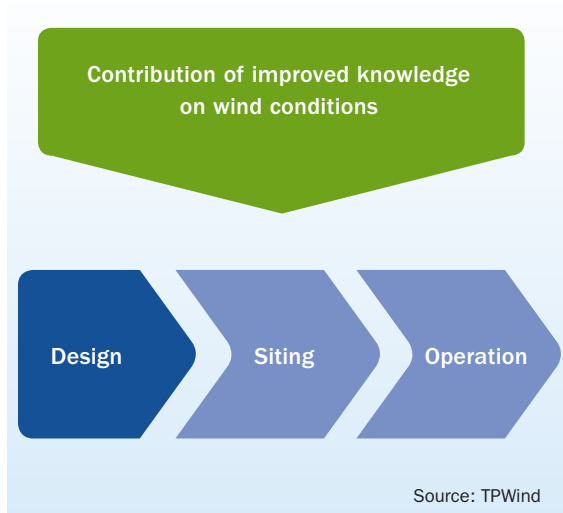 Contribution of improved knowledge
on wind conditions
Design
Siting
Operation
Source: TPWind